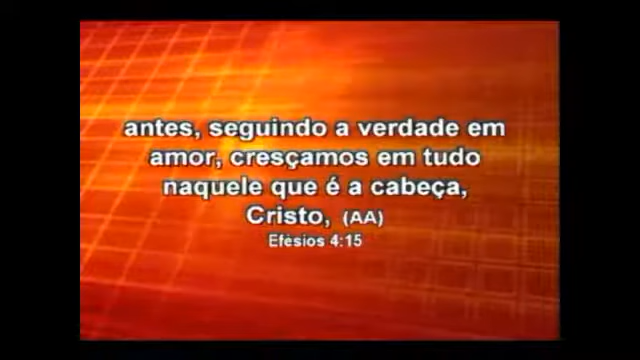 antes, seguindo a verdade em
amor, cresçamos em tudo
naquele que é a cabeça,
Cristo, (AA)
Efésios 4:15